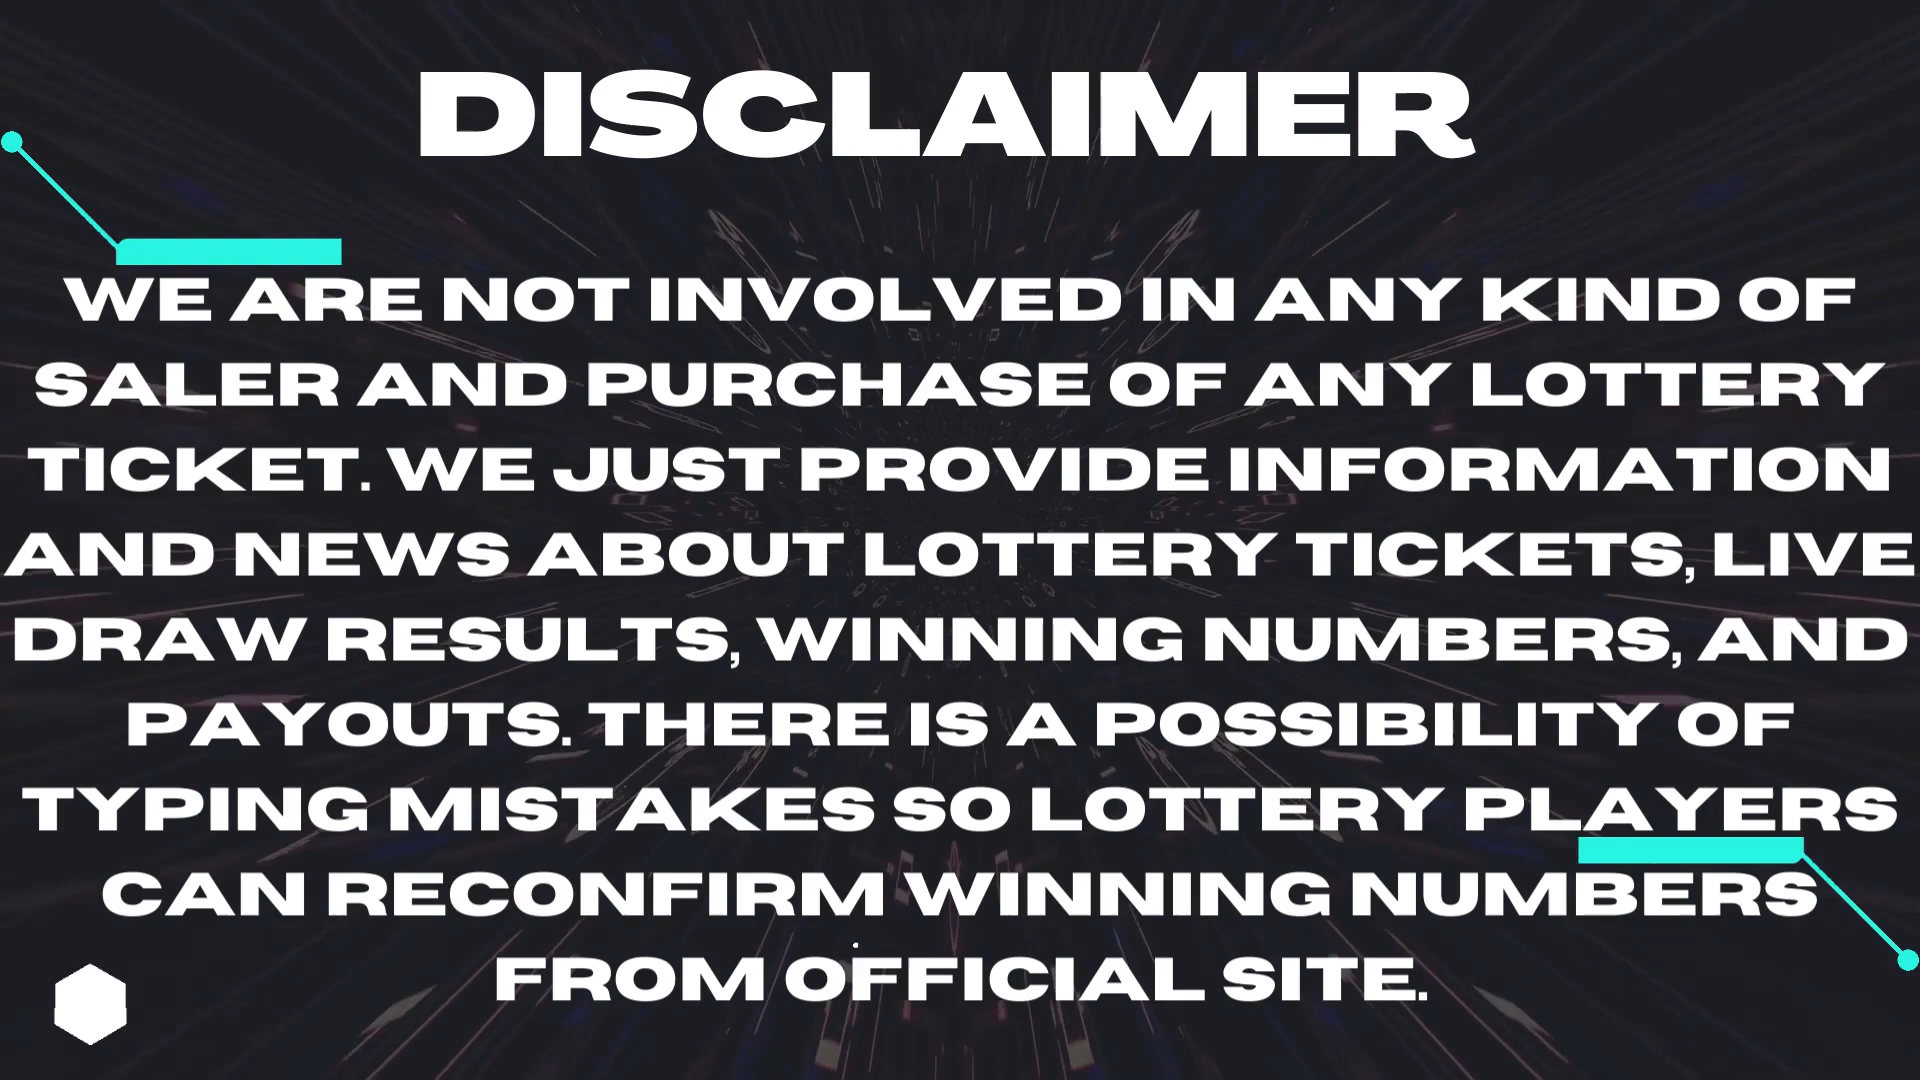 DISCLAIMER
WE ARE NOT INVOLVED IN ANY KIND OF
SALER AND PURCHASE OF ANY LOTTERY
TICKET. WE JUST PROVIDE INFORMATION
AND NEWS ABOUT LOTTERY TICKETS, LIVE
DRAW RESULTS, WINNING NUMBERS, AND
PAYOUTS. THERE IS A POSSIBILITY OF
TYPING MISTAKES SO LOTTERY PLAYERS
CAN RECONFIRM WINNING NUMBERS
FROM OFFICIAL SITE.